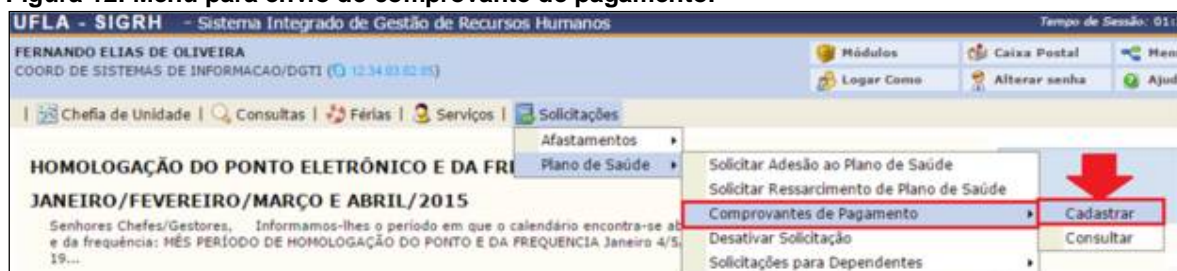 Figura 12. Menu para envio do comprovante de pagamento.
UFLA - SIGRH - Sistema Integrado de Gestão de Recursos Humanos
Tempo de Sessão: 01:
FERNANDO ELIAS DE OLIVEIRA
COORD DE SISTEMAS DE INFORMACAO/DGTI
Módulos
Caixa Postal
Men
Logar Como
Alterar senha
Ajud
| Chefia de Unidade | Consultas | Férias | Serviços | Solicitações
Afastamentos
HOMOLOGAÇÃO DO PONTO ELETRÔNICO E DA FRE
Plano de Saúde
Solicitar Adesão ao Plano de Saúde
Solicitar Ressarcimento de Plano de Saúde
JANEIRO/FEVEREIRO/MARÇO E ABRIL/2015
Comprovantes de Pagamento
Cadastrar
Senhores Chefes/Gestores, Informamos-lhes o período em que o calendário encontra-se ab
Desativar Solicitação
Consultar
e da frequência: MÊS PERÍODO DE HOMOLOGAÇÃO DO PONTO E DA FREQUENCIA Janeiro 4/5
19...
Solicitações para Dependentes